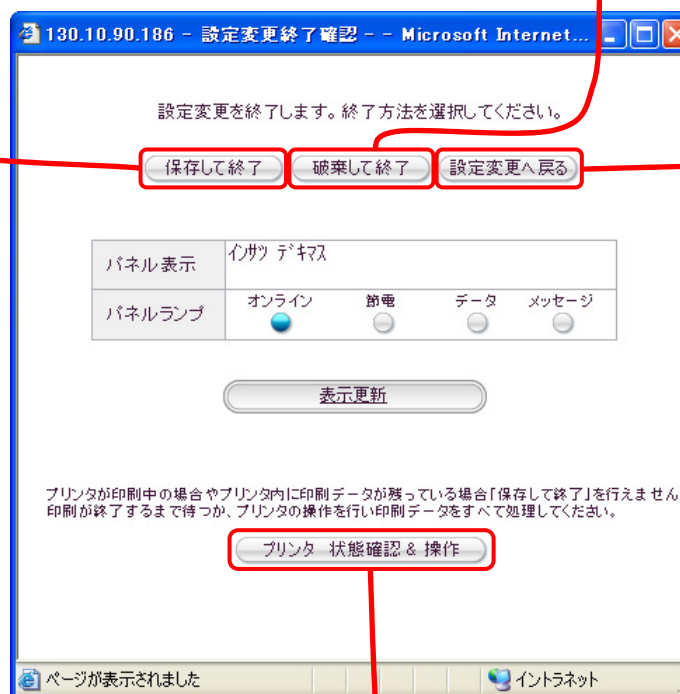 130.10.90.186 - 設定変更終了確認 - - Microsoft Internet...
設定変更を終了します。終了方法を選択してください。
保存して終了 破棄して終了 設定変更へ戻る
パネル表示 インサツ デキマス
オンライン 節電 データ メッセージ
パネルランプ
表示更新
プリンタが印刷中の場合やプリンタ内に印刷データが残っている場合「保存して終了」を行えません
印刷が終了するまで待つか、プリンタの操作を行い印刷データをすべて処理してください。
プリンタ 状態確認 & 操作
ページが表示されました イントラネット